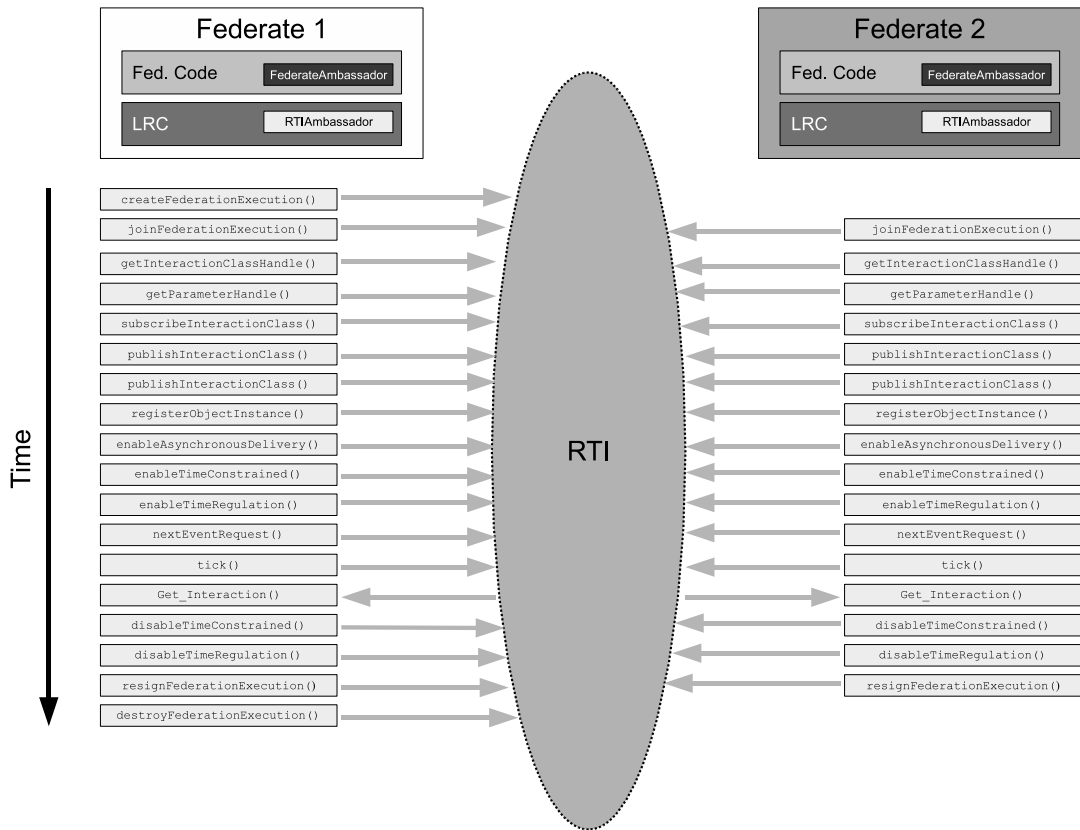 Federate 1
Fed. Code
FederateAmbassador
LRC
RTIAmbassador
Federate 2
Fed. Code
FederateAmbassador
LRC
RTIAmbassador
Time
createFederationExecution()
joinFederationExecution()
getInteractionClassHandle()
getParameterHandle()
subscribeInteractionClass()
publishInteractionClass()
publishInteractionClass()
registerObjectInstance()
enableAsynchronousDelivery()
enableTimeConstrained()
enableTimeRegulation()
nextEventRequest()
tick()
Get_Interaction()
disableTimeConstrained()
disableTimeRegulation()
resignFederationExecution()
destroyFederationExecution()
RTI
joinFederationExecution()
getInteractionClassHandle()
getParameterHandle()
subscribeInteractionClass()
publishInteractionClass()
publishInteractionClass()
registerObjectInstance()
enableAsynchronousDelivery()
enableTimeConstrained()
enableTimeRegulation()
nextEventRequest()
tick()
Get_Interaction()
disableTimeConstrained()
disableTimeRegulation()
resignFederationExecution()